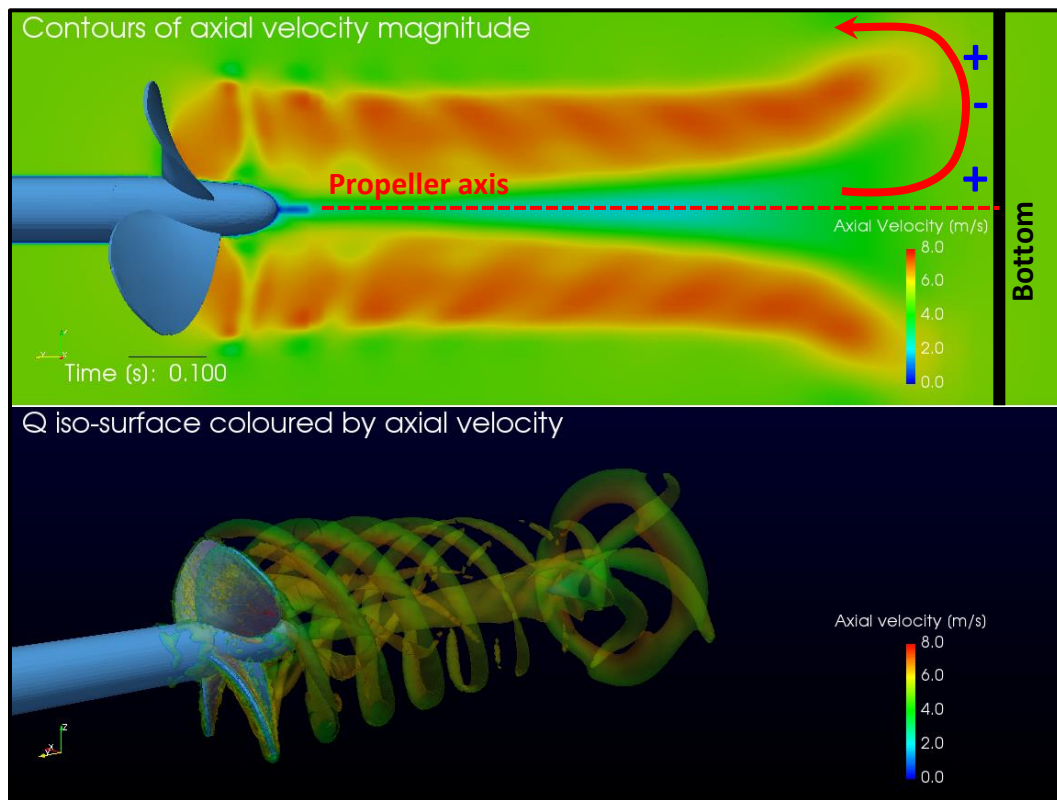 Contours of axial velocity magnitude
+
-
+
Propeller axis
Axial Velocity [m/s]
8.0
6.0
4.0
2.0
0.0
Bottom
Time [s]: 0.100
Q iso-surface coloured by axial velocity
Axial velocity [m/s]
8.0
6.0
4.0
2.0
0.0